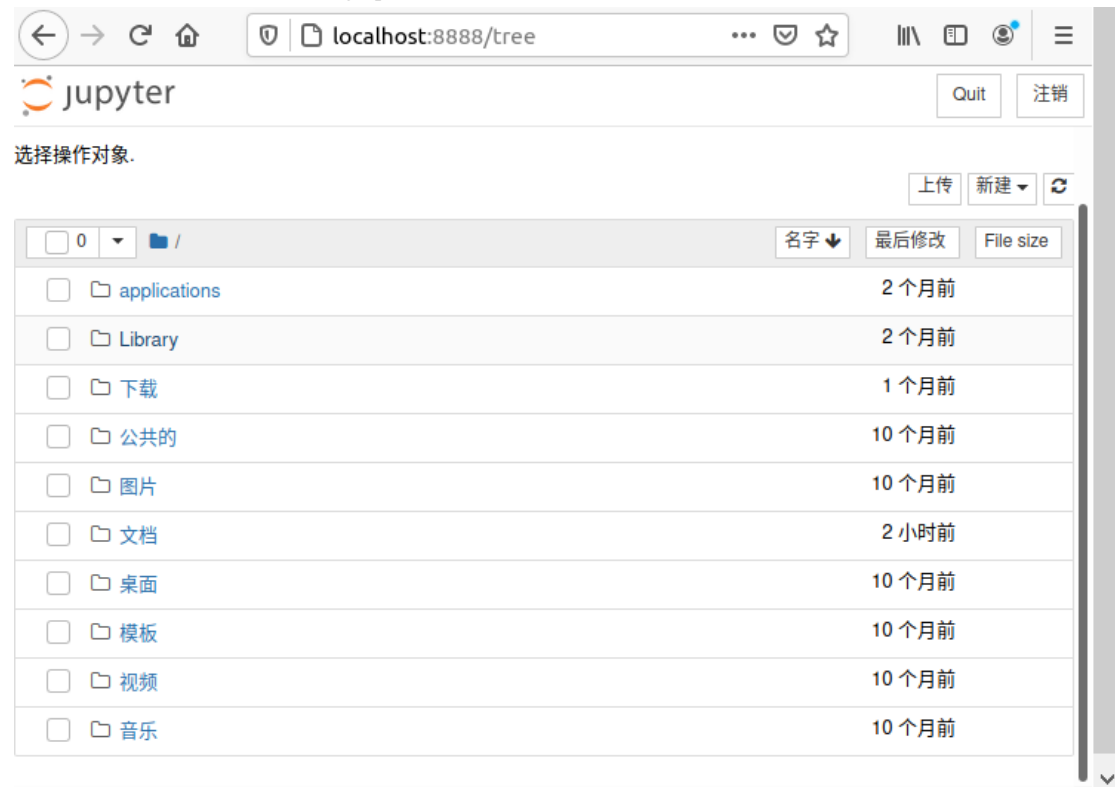 localhost:8888/tree
jupyter
Quit 注销
选择操作对象.
上传 新建
0 / 名字 最后修改 File size
applications 2 个月前
Library 2 个月前
下载 1 个月前
公共的 10 个月前
图片 10 个月前
文档 2 小时前
桌面 10 个月前
模板 10 个月前
视频 10 个月前
音乐 10 个月前